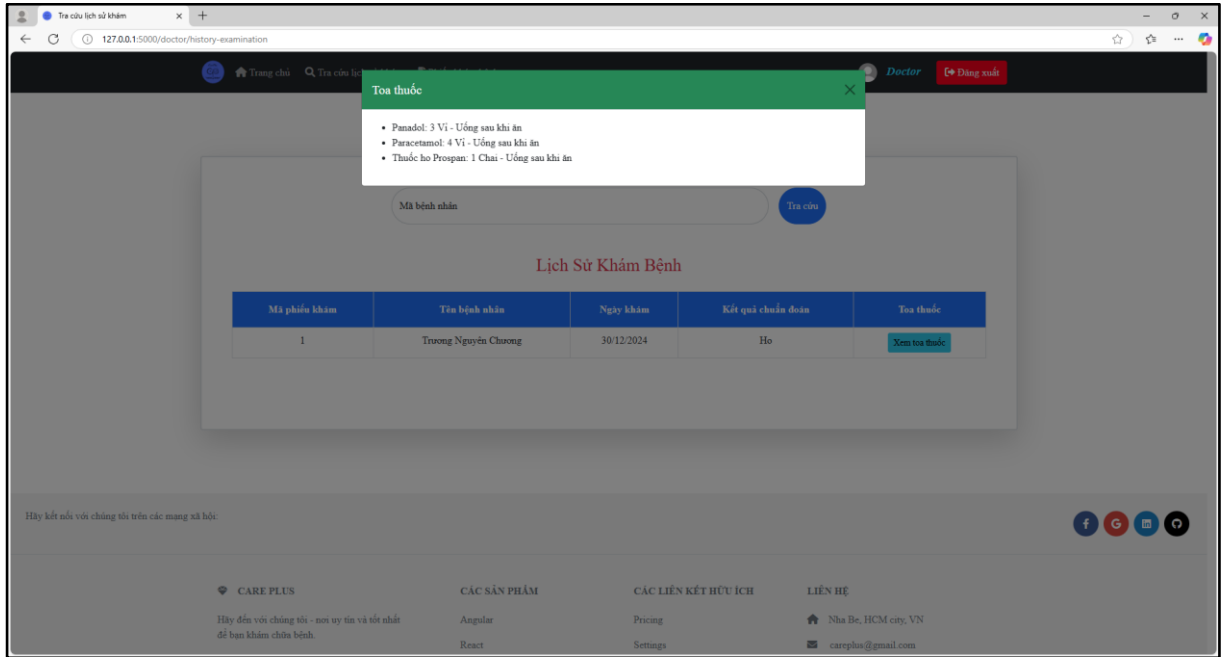 Tra cứu lịch sử khám
127.0.0.1:5000/doctor/history-examination
Trang chủ Tra cứu lịc Doctor Đăng xuất
Toa thuốc
Panadol: 3 Vỉ - Uống sau khi ăn
Paracetamol: 4 Vỉ - Uống sau khi ăn
Thuốc ho Prospan: 1 Chai - Uống sau khi ăn
Mã bệnh nhân Tra cứu
Lịch Sử Khám Bệnh
Mã phiếu khám Tên bệnh nhân Ngày khám Kết quả chuẩn đoán Toa thuốc
1 Trương Nguyên Chương 30/12/2024 Ho Xem toa thuốc
Hãy kết nối với chúng tôi trên các mạng xã hội:
CARE PLUS CÁC SẢN PHẨM CÁC LIÊN KẾT HỮU ÍCH LIÊN HỆ
Hãy đến với chúng tôi - nơi uy tín và tốt nhất Angular Pricing Nha Be, HCM city, VN
để bạn khám chữa bệnh. React Settings careplus@gmail.com